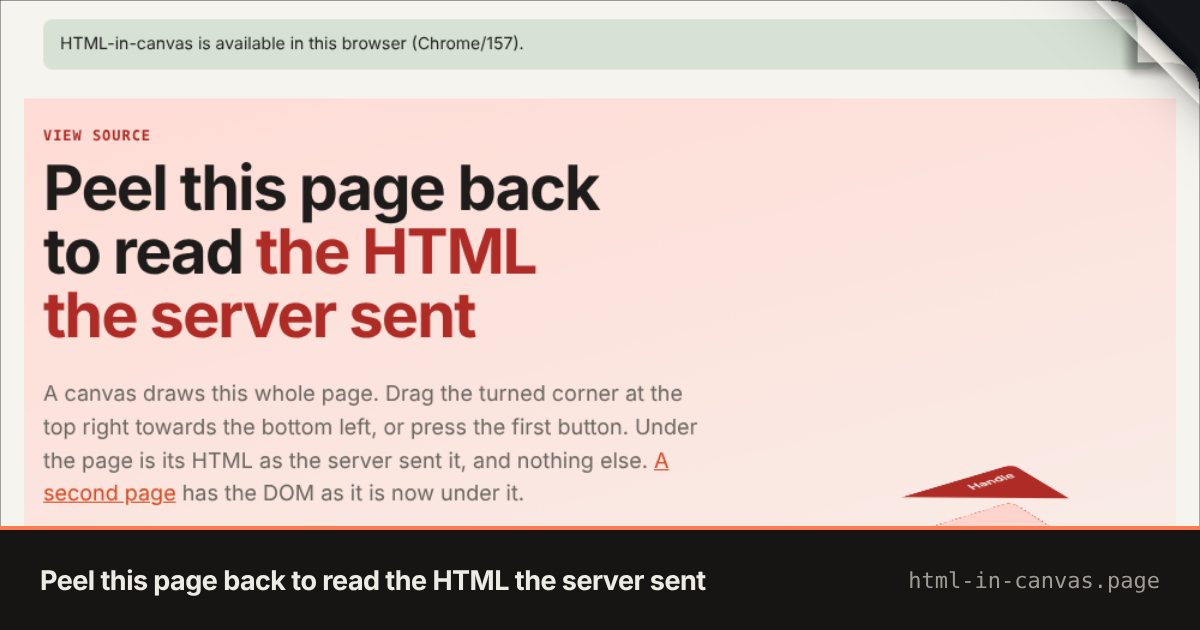 HTML-in-canvas is available in this browser (Chrome/157).
VIEW SOURCE
Peel this page back
to read the HTML
the server sent
A canvas draws this whole page. Drag the turned corner at the
top right towards the bottom left, or press the first button. Under
the page is its HTML as the server sent it, and nothing else. A
second page has the DOM as it is now under it.
Handle
Peel this page back to read the HTML the server sent
html-in-canvas.page